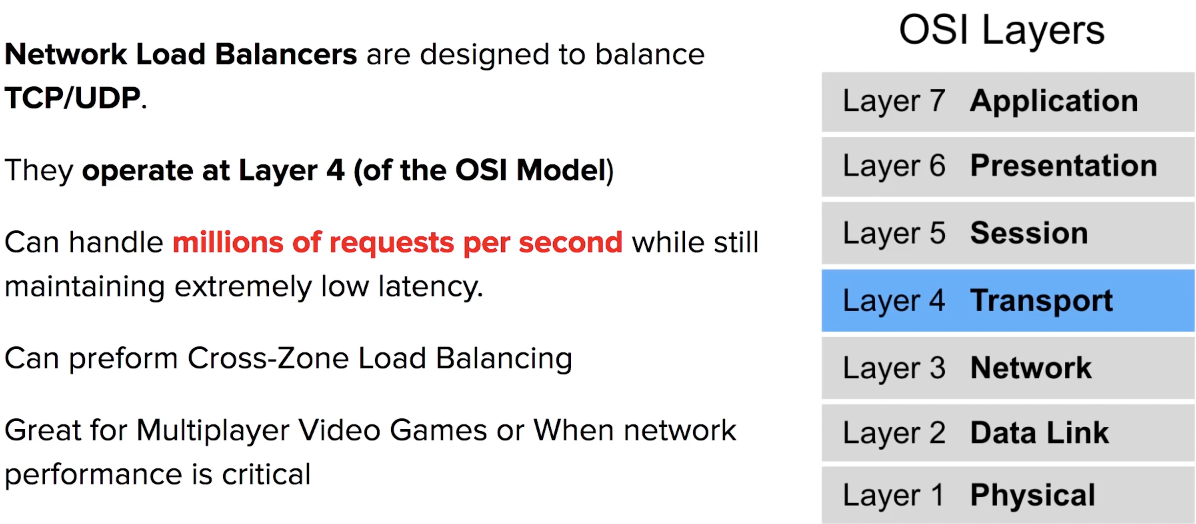 Network Load Balancers are designed to balance
TCP/UDP.
They operate at Layer 4 (of the OSI Model)
Can handle millions of requests per second while still
maintaining extremely low latency.
Can preform Cross-Zone Load Balancing
Great for Multiplayer Video Games or When network
performance is critical
OSI Layers
Layer 7 Application
Layer 6 Presentation
Layer 5 Session
Layer 4 Transport
Layer 3 Network
Layer 2 Data Link
Layer 1 Physical